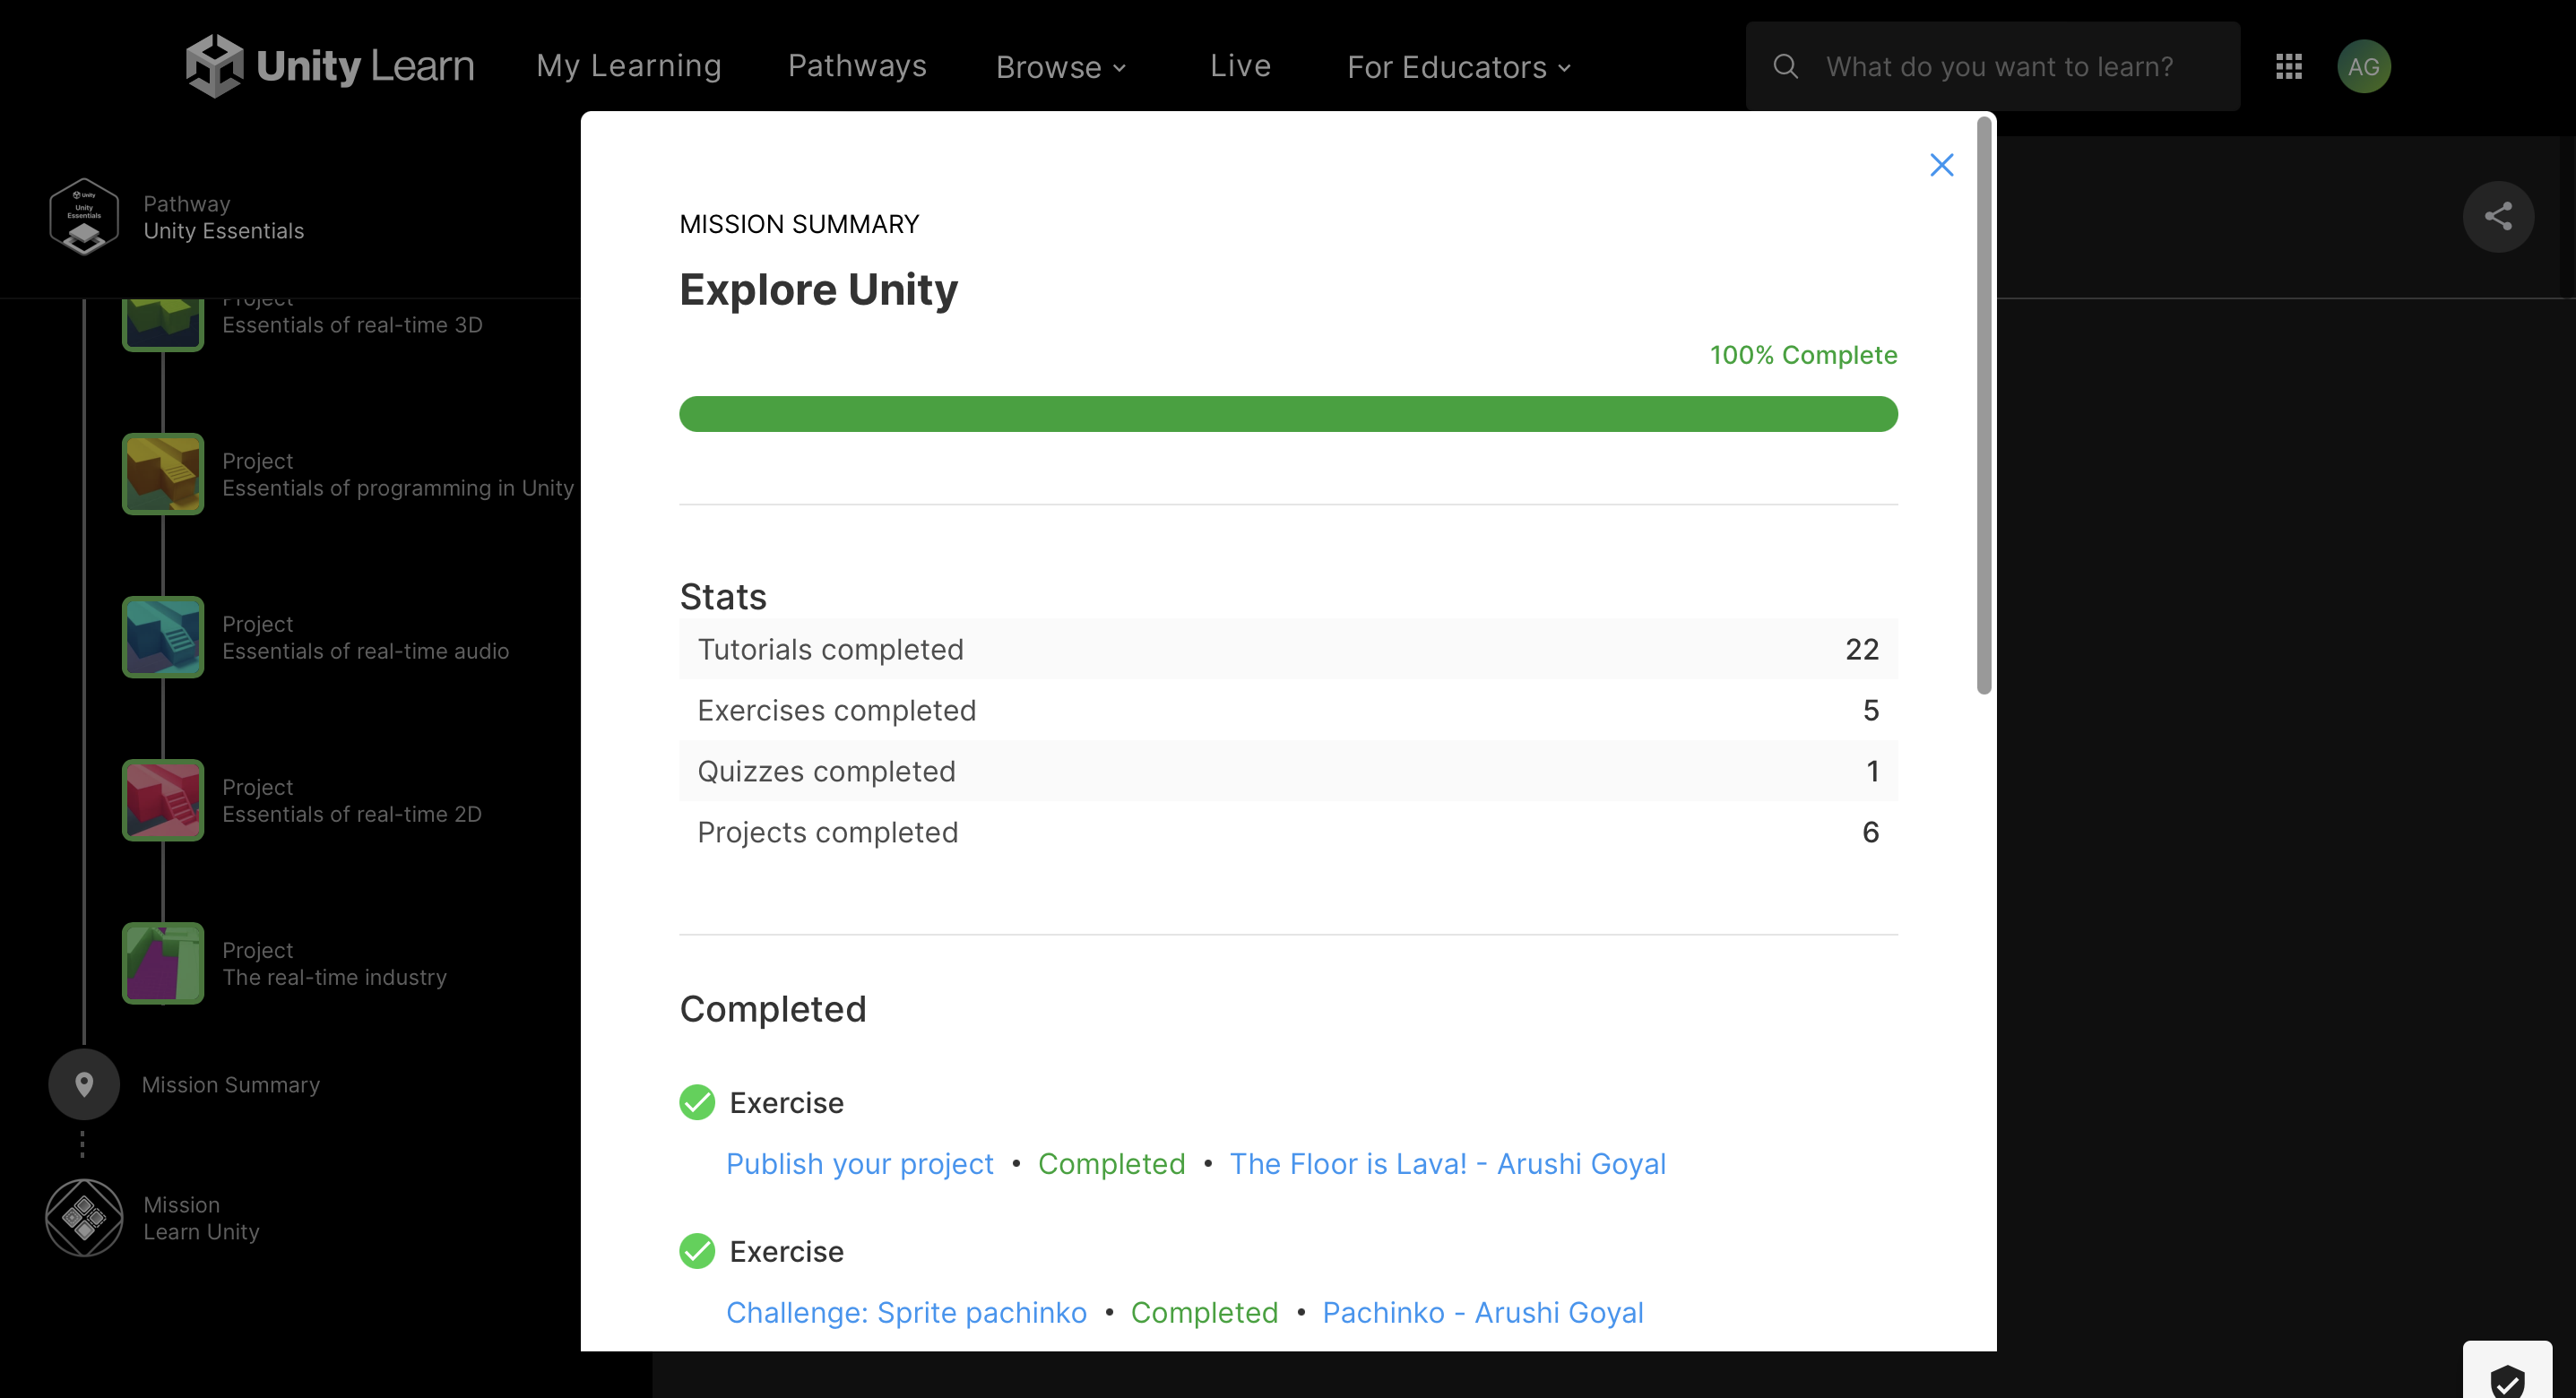 Unity Learn
My Learning
Pathways
Browse
Live
For Educators
What do you want to learn?
AG
Unity
Unity
Essentials
Pathway
Unity Essentials
Project
Essentials of real-time 3D
Project
Essentials of programming in Unity
Project
Essentials of real-time audio
Project
Essentials of real-time 2D
Project
The real-time industry
Mission Summary
Mission
Learn Unity
MISSION SUMMARY
Explore Unity
100% Complete
Stats
Tutorials completed 22
Exercises completed 5
Quizzes completed 1
Projects completed 6
Completed
Exercise
Publish your project • Completed • The Floor is Lava! - Arushi Goyal
Exercise
Challenge: Sprite pachinko • Completed • Pachinko - Arushi Goyal